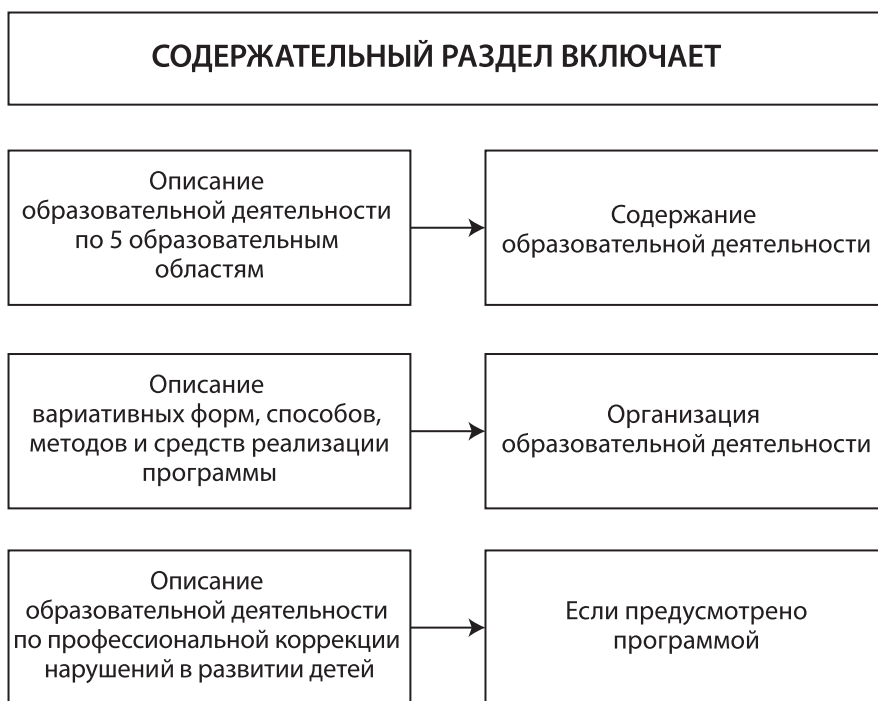 СОДЕРЖАТЕЛЬНЫЙ РАЗДЕЛ ВКЛЮЧАЕТ
Описание
образовательной деятельности
по 5 образовательным
областям
Содержание
образовательной деятельности
Описание
вариативных форм, способов,
методов и средств реализации
программы
Организация
образовательной деятельности
Описание
образовательной деятельности
по профессиональной коррекции
нарушений в развитии детей
Если предусмотрено
программой